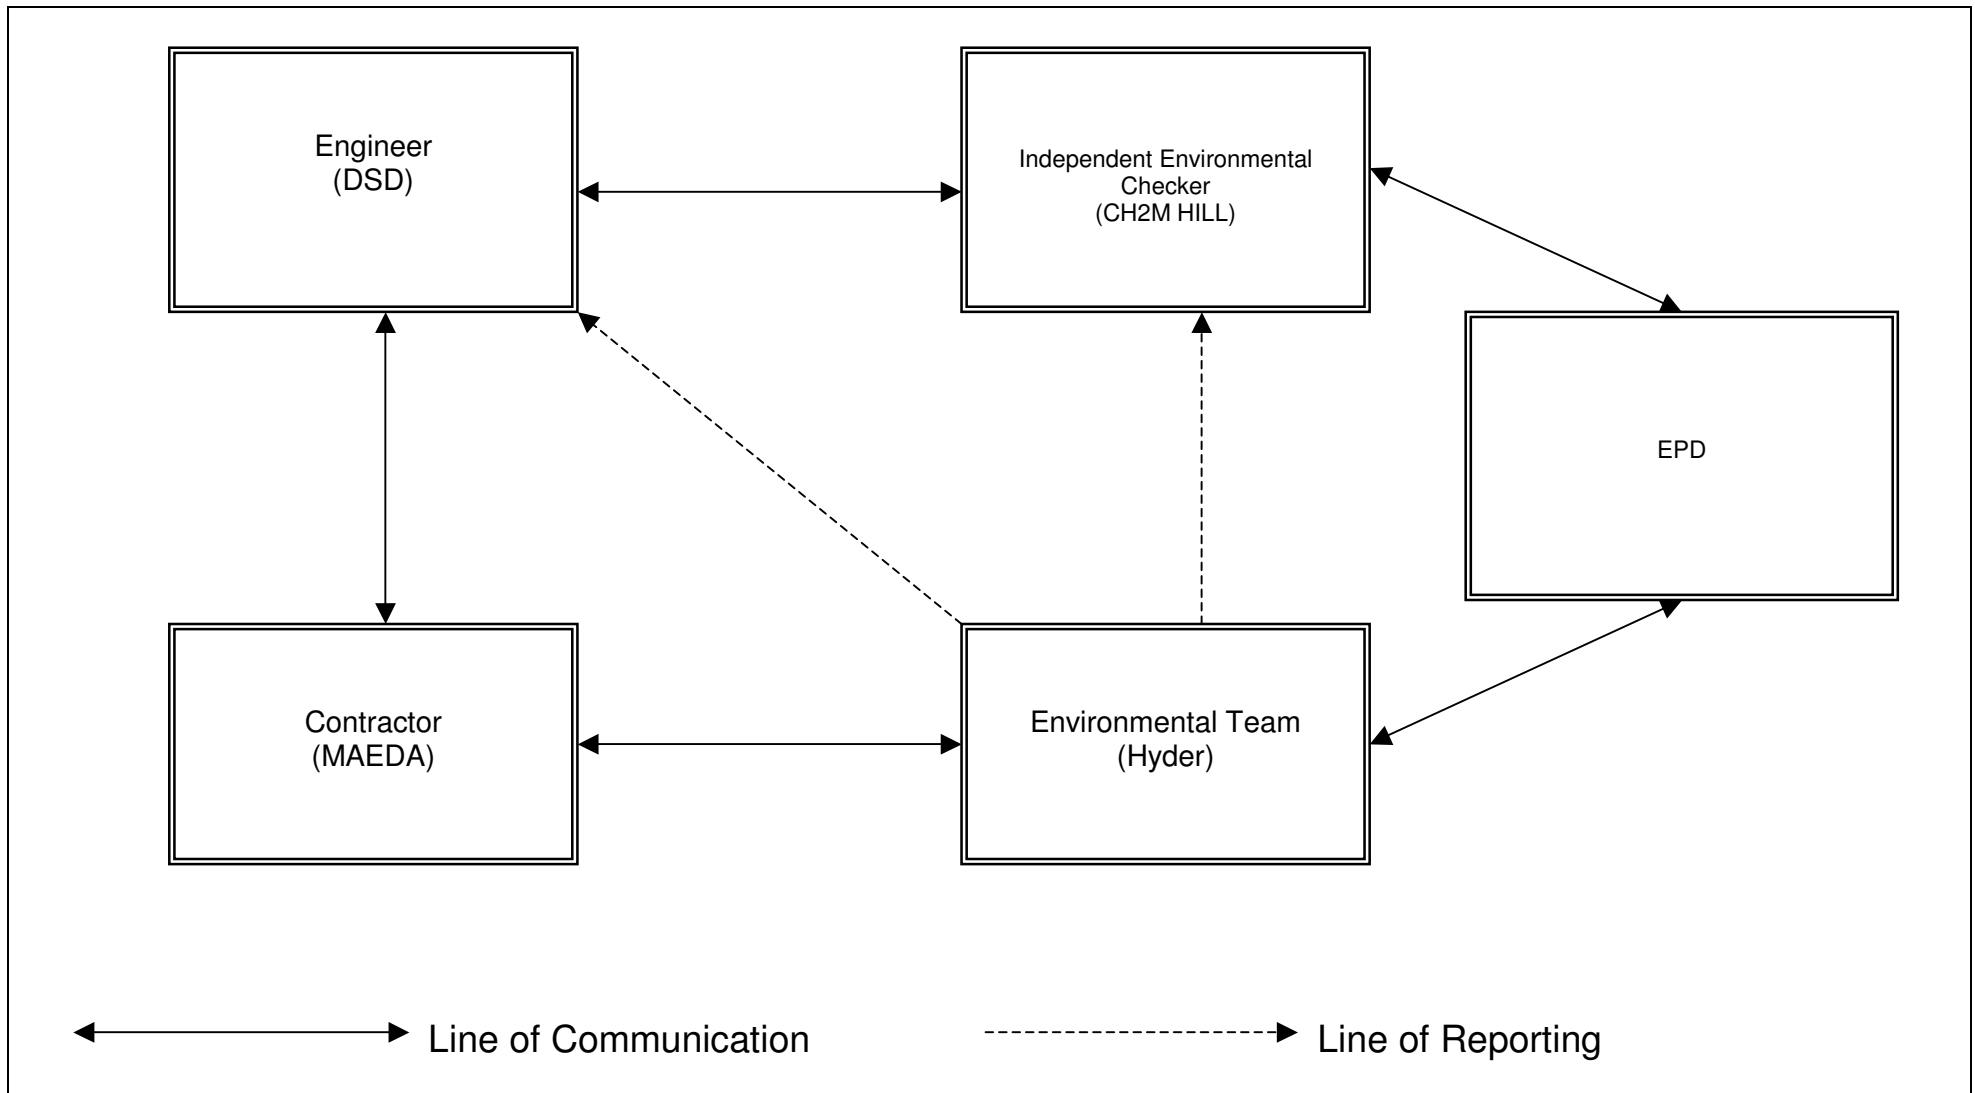 Engineer
(DSD)
Independent Environmental
Checker
(CH2M HILL)
EPD
Contractor
(MAEDA)
Environmental Team
(Hyder)
Line of Communication
Line of Reporting